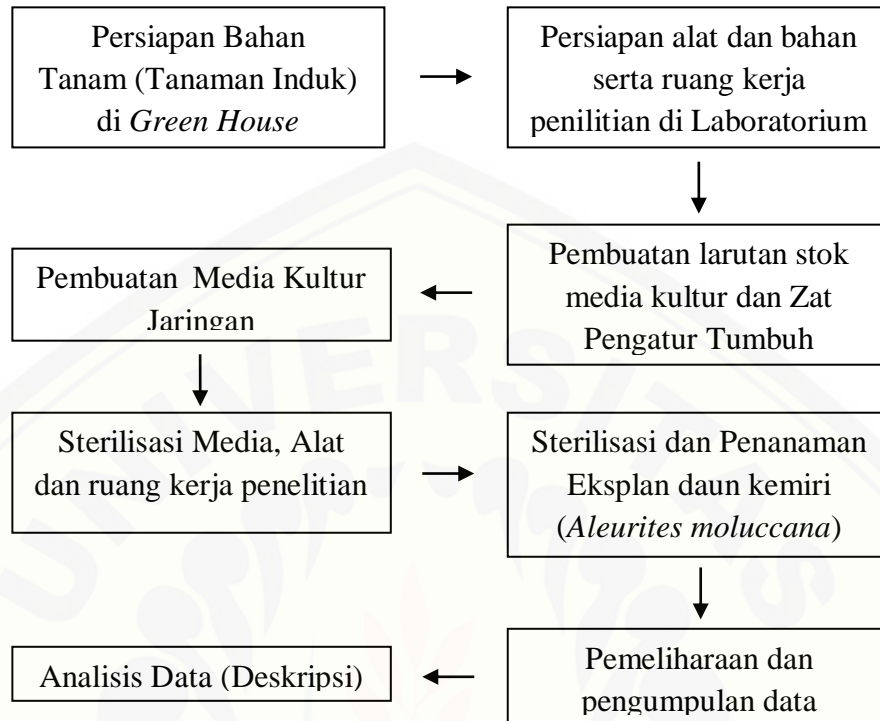 Persiapan Bahan
Tanam (Tanaman Induk)
di Green House
Persiapan alat dan bahan
serta ruang kerja
penilitian di Laboratorium
Pembuatan larutan stok
media kultur dan Zat
Pengatur Tumbuh
Pembuatan Media Kultur
Jaringan
Sterilisasi Media, Alat
dan ruang kerja penelitian
Sterilisasi dan Penanaman
Eksplan daun kemiri
(Aleurites moluccana)
Pemeliharaan dan
pengumpulan data
Analisis Data (Deskripsi)
UNIVERSITAS